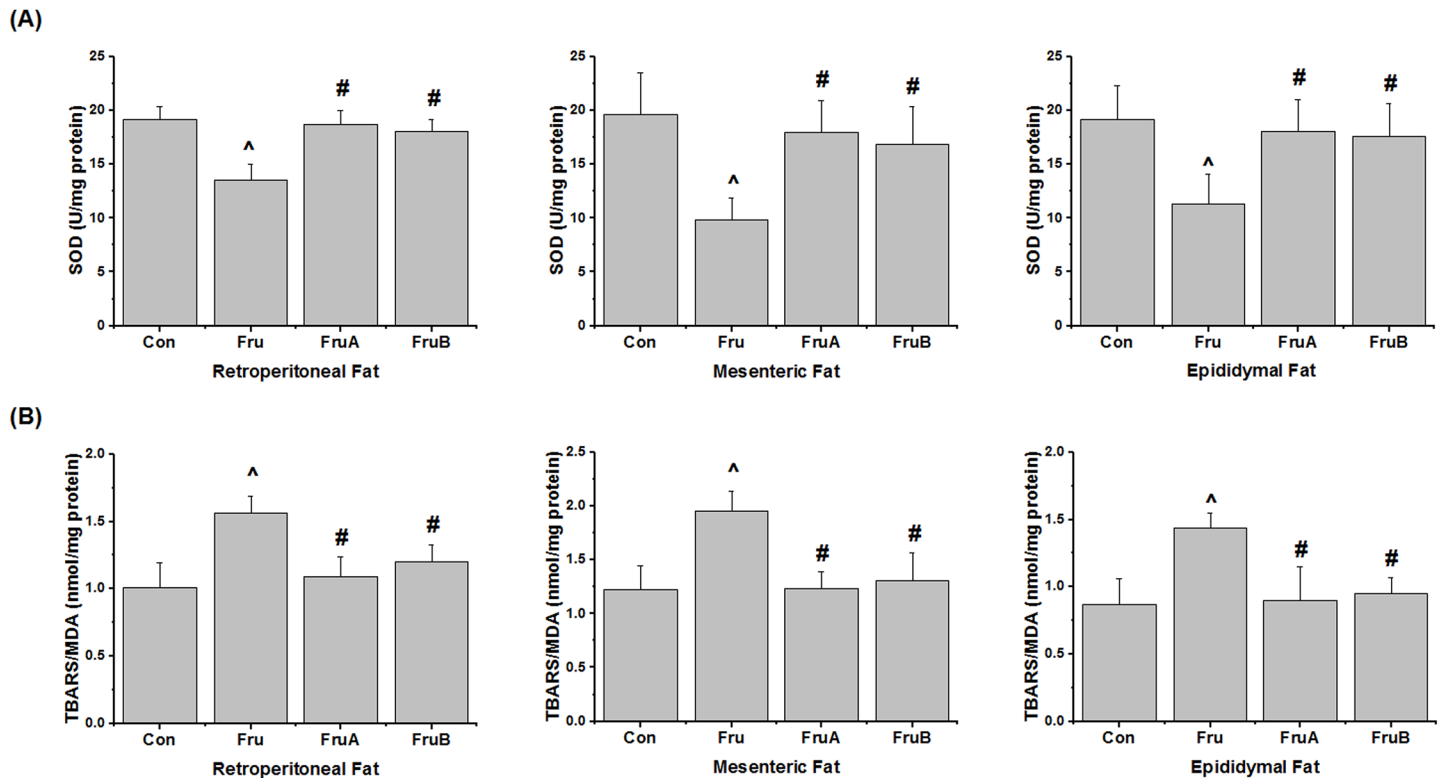 (A)
SOD (U/mg protein)
25
20
15
10
5
0
^
#
#
Con Fru FruA FruB
Retroperitoneal Fat
SOD (U/mg protein)
25
20
15
10
5
0
^
#
#
Con Fru FruA FruB
Mesenteric Fat
SOD (U/mg protein)
25
20
15
10
5
0
^
#
#
Con Fru FruA FruB
Epididymal Fat
(B)
TBARS/MDA (nmol/mg protein)
2.0
1.5
1.0
0.5
0.0
^
#
#
Con Fru FruA FruB
Retroperitoneal Fat
TBARS/MDA (nmol/mg protein)
2.5
2.0
1.5
1.0
0.5
0.0
^
#
#
Con Fru FruA FruB
Mesenteric Fat
TBARS/MDA (nmol/mg protein)
2.0
1.5
1.0
0.5
0.0
^
#
#
Con Fru FruA FruB
Epididymal Fat